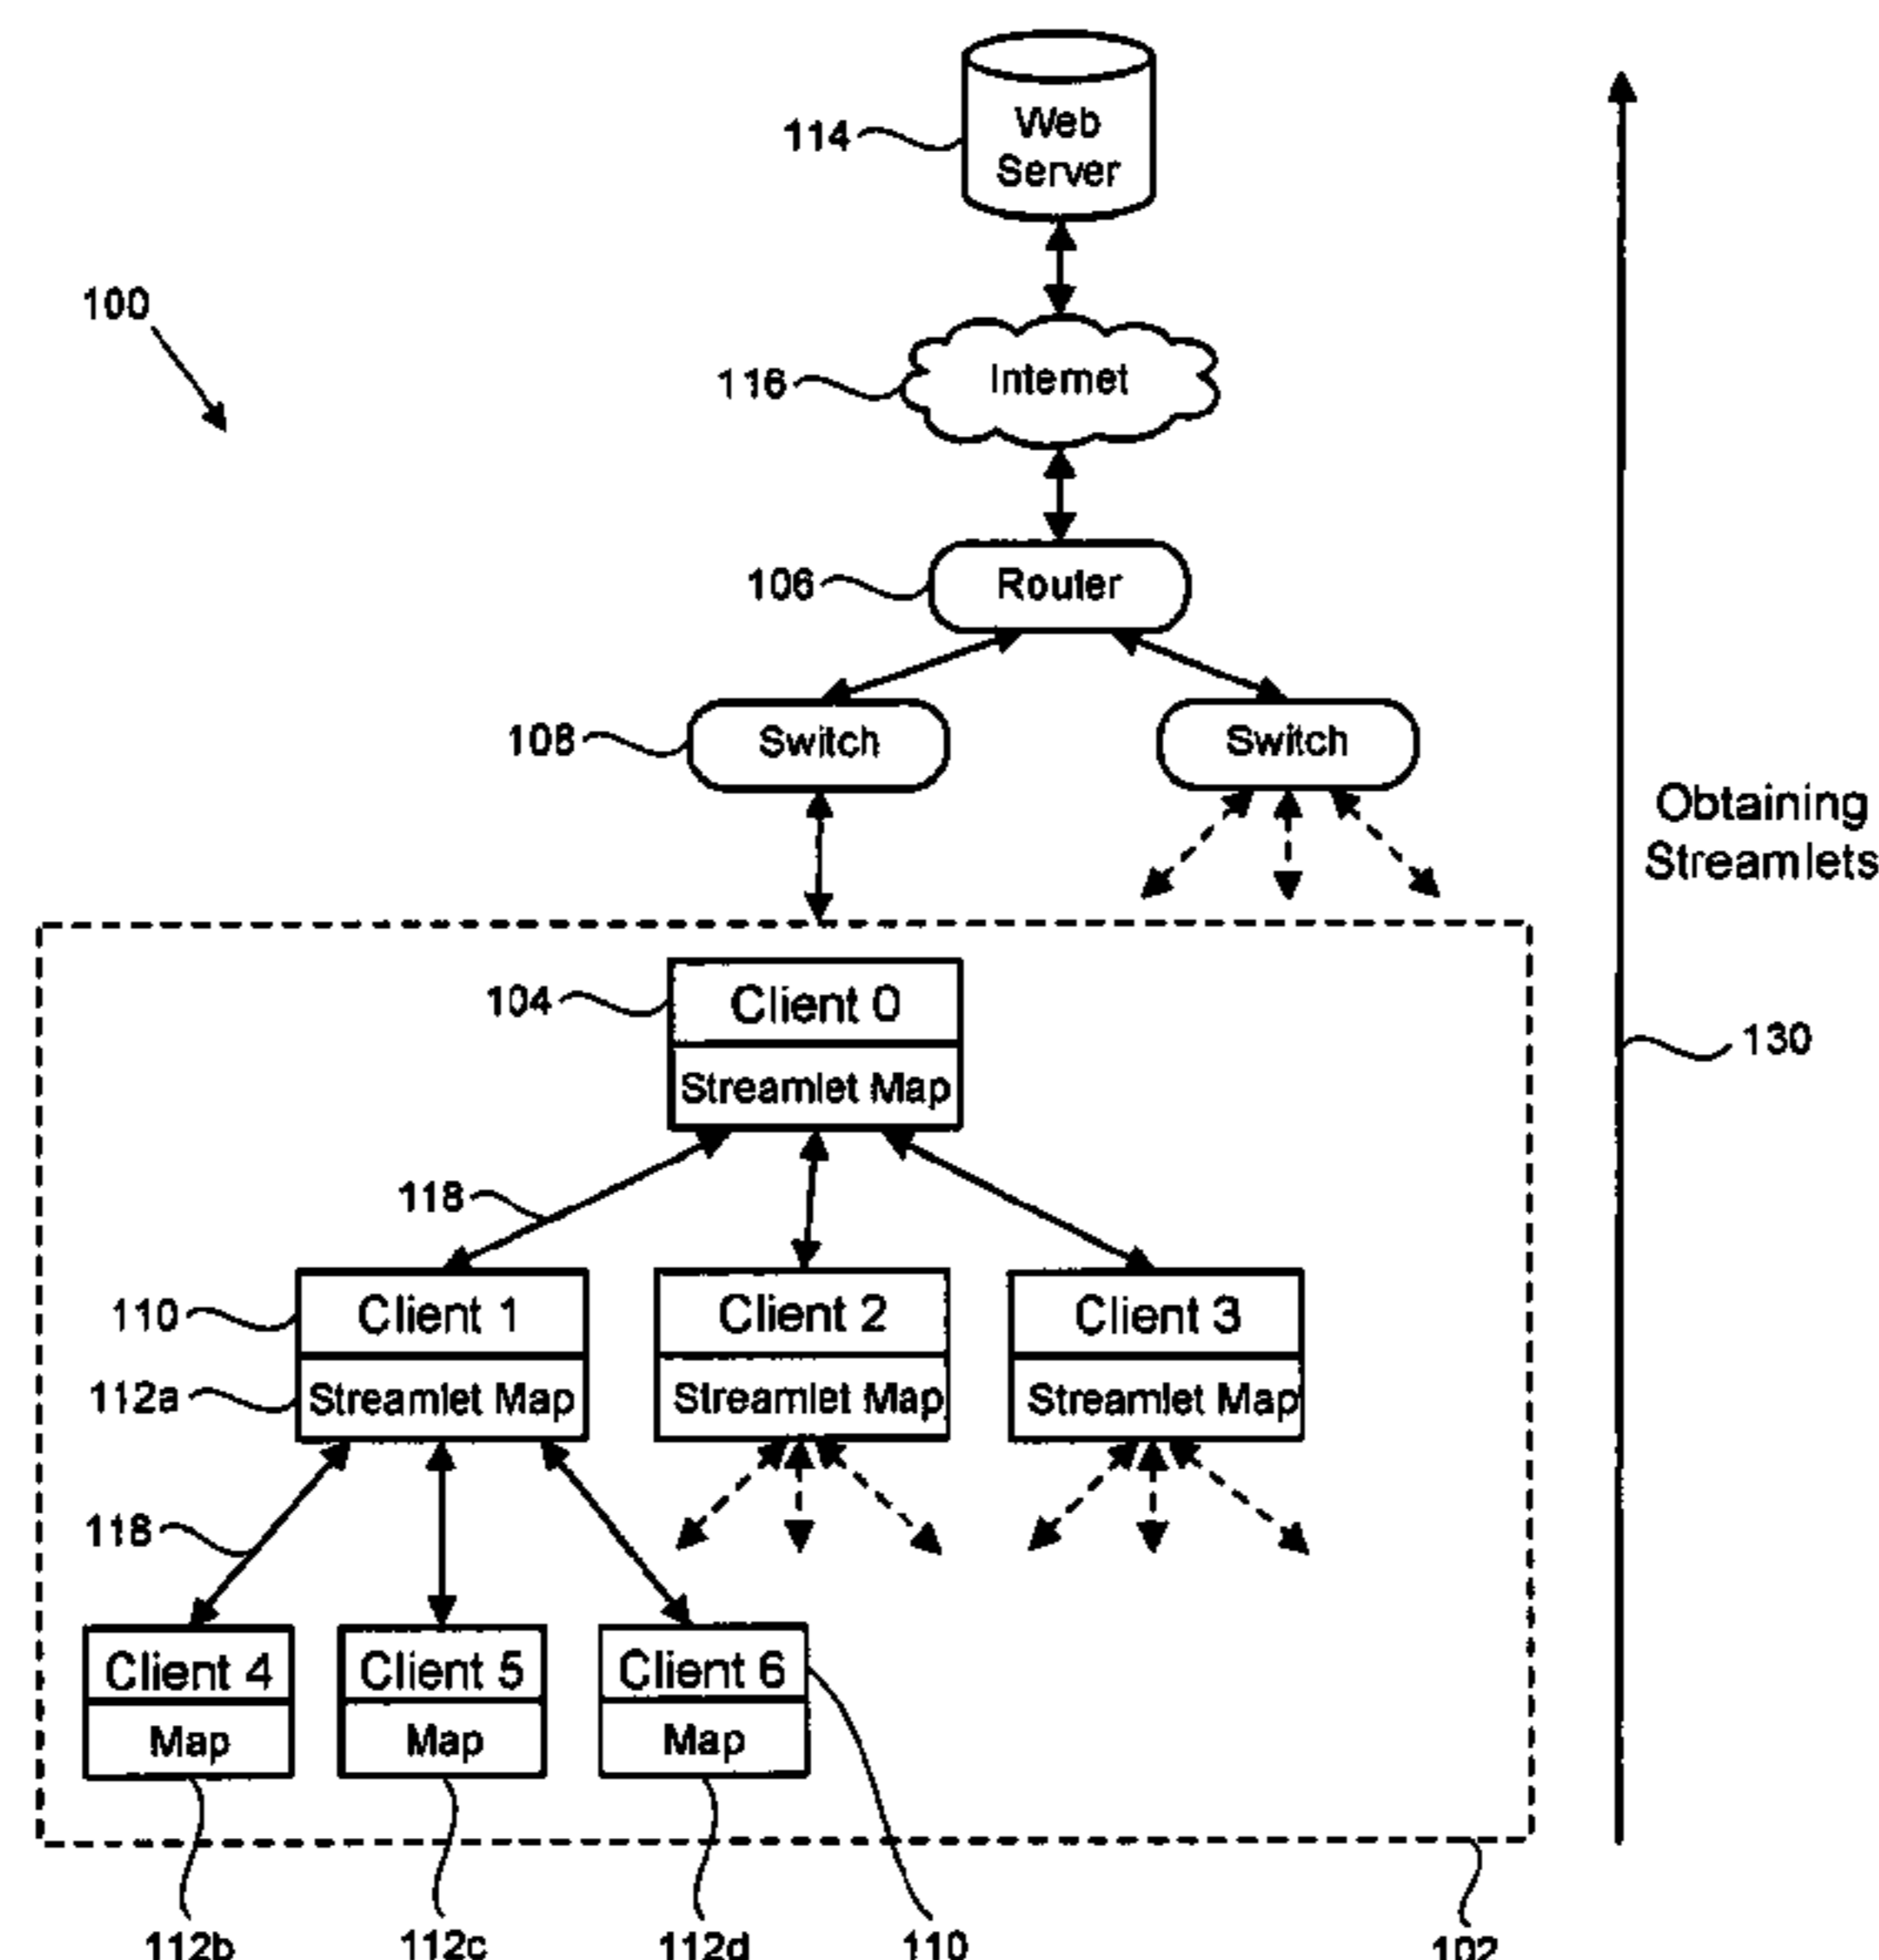 Web
Server
114
100
116
Internet
106
Router
108
Switch
Switch
Obtaining
Streamlets
104
Client 0
Streamlet Map
130
118
110
Client 1
Client 2
Client 3
112a
Streamlet Map
Streamlet Map
Streamlet Map
118
Client 4
Client 5
Client 6
Map
Map
Map
112b
112c
112d
110
102